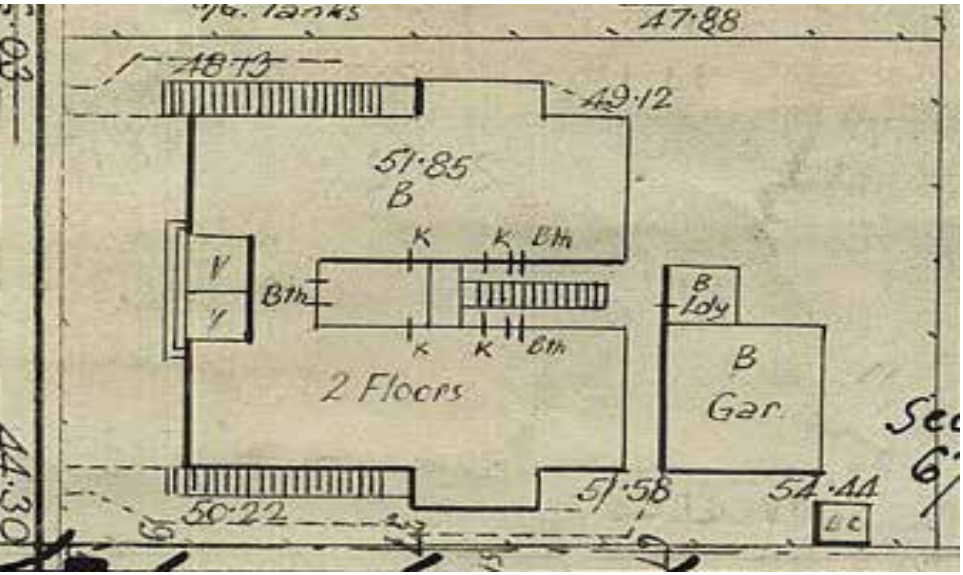 Tanks
47·88
48·13
49·12
51·85
B
K K Bth
V
Bth
V
K K Bth
2 Floors
B
Ldy
B
Gar.
50·22
51·58
54·44
44·30